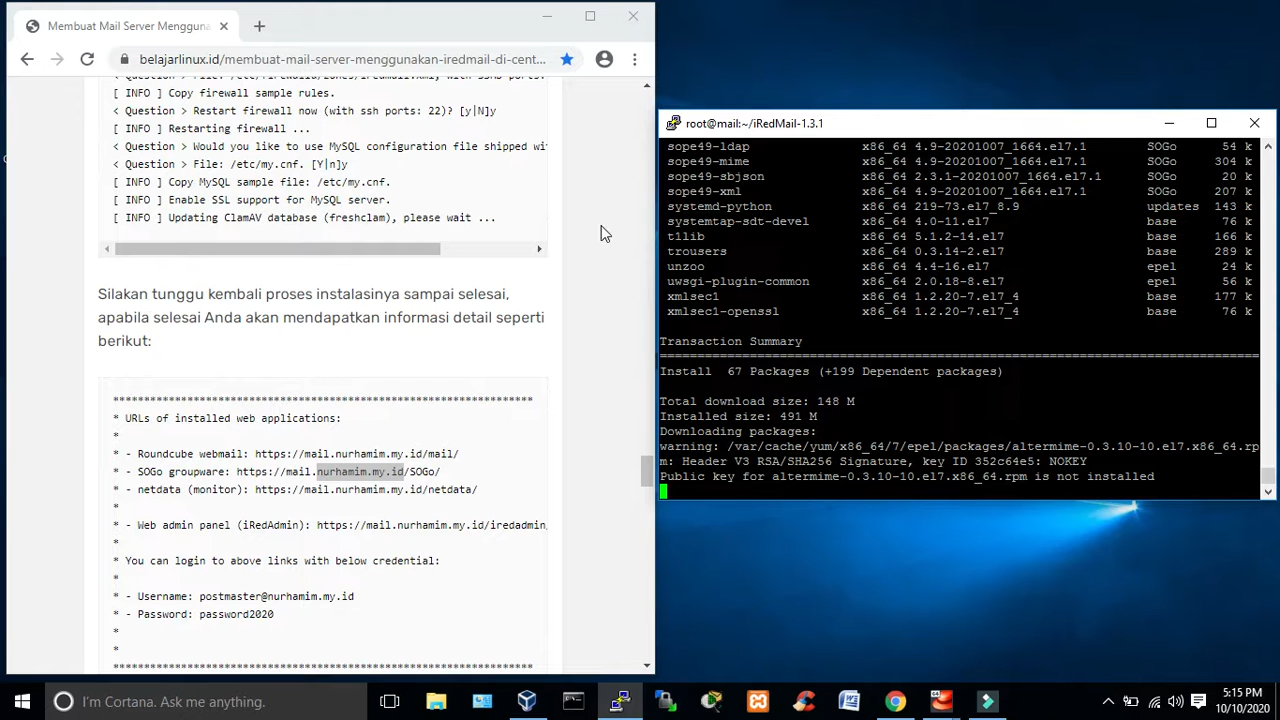 Membuat Mail Server Mengguna
belajarlinux.id/membuat-mail-server-menggunakan-iredmail-di-cent...
[ INFO ] Copy firewall sample rules.
< Question > Restart firewall now (with ssh ports: 22)? [y|N]y
[ INFO ] Restarting firewall ...
< Question > Would you like to use MySQL configuration file shipped wi
< Question > File: /etc/my.cnf. [Y|n]y
[ INFO ] Copy MySQL sample file: /etc/my.cnf.
[ INFO ] Enable SSL support for MySQL server.
[ INFO ] Updating ClamAV database (freshclam), please wait ...
Silakan tunggu kembali proses instalasinya sampai selesai,
apabila selesai Anda akan mendapatkan informasi detail seperti
berikut:
********************************************************************
* URLs of installed web applications:
*
* - Roundcube webmail: https://mail.nurhamim.my.id/mail/
* - SOGo groupware: https://mail.nurhamim.my.id/SOGo/
* - netdata (monitor): https://mail.nurhamim.my.id/netdata/
*
* - Web admin panel (iRedAdmin): https://mail.nurhamim.my.id/iredadmin
*
* You can login to above links with below credential:
*
* - Username: postmaster@nurhamim.my.id
* - Password: password2020
*
*
********************************************************************
root@mail:~/iRedMail-1.3.1
sope49-ldap x86_64 4.9-20201007_1664.el7.1 SOGo 54 k
sope49-mime x86_64 4.9-20201007_1664.el7.1 SOGo 304 k
sope49-sbjson x86_64 2.3.1-20201007_1664.el7.1 SOGo 20 k
sope49-xml x86_64 4.9-20201007_1664.el7.1 SOGo 207 k
systemd-python x86_64 219-73.el7_8.9 updates 143 k
systemtap-sdt-devel x86_64 4.0-11.el7 base 76 k
t1lib x86_64 5.1.2-14.el7 base 166 k
trousers x86_64 0.3.14-2.el7 base 289 k
unzoo x86_64 4.4-16.el7 epel 24 k
uwsgi-plugin-common x86_64 2.0.18-8.el7 epel 56 k
xmlsec1 x86_64 1.2.20-7.el7_4 base 177 k
xmlsec1-openssl x86_64 1.2.20-7.el7_4 base 76 k
Transaction Summary
================================================================================
Install 67 Packages (+199 Dependent packages)
Total download size: 148 M
Installed size: 491 M
Downloading packages:
warning: /var/cache/yum/x86_64/7/epel/packages/altermime-0.3.10-10.el7.x86_64.rp
m: Header V3 RSA/SHA256 Signature, key ID 352c64e5: NOKEY
Public key for altermime-0.3.10-10.el7.x86_64.rpm is not installed
I'm Cortana. Ask me anything.
5:15 PM
10/10/2020